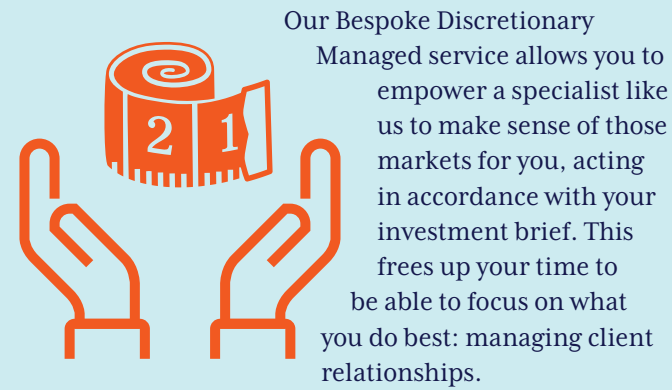 Our Bespoke Discretionary
Managed service allows you to
empower a specialist like
us to make sense of those
markets for you, acting
in accordance with your
investment brief. This
frees up your time to
be able to focus on what
you do best: managing client
relationships.
2 1